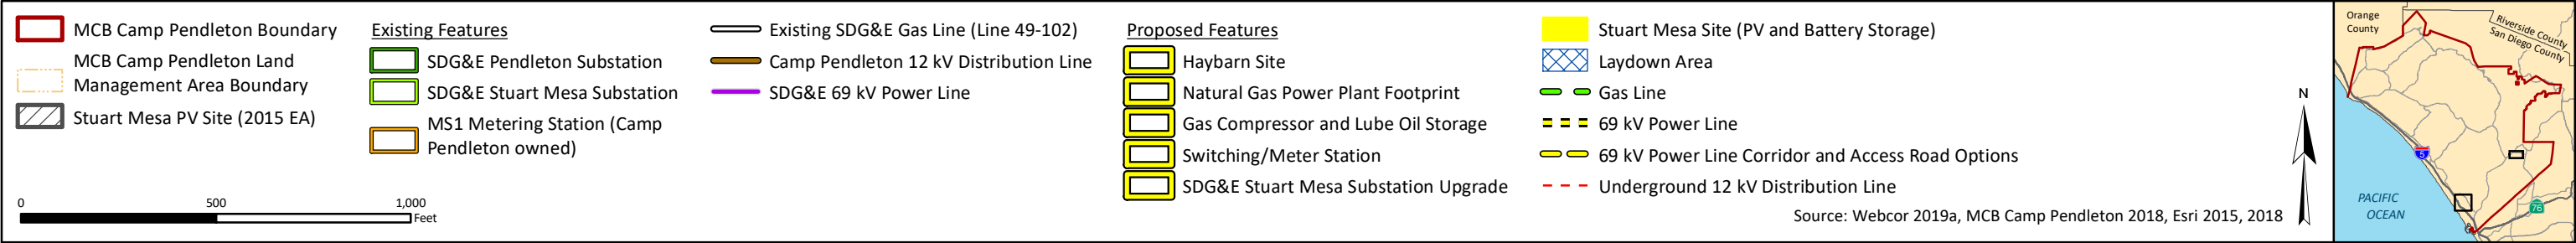 MCB Camp Pendleton Boundary
MCB Camp Pendleton Land
Management Area Boundary
Stuart Mesa PV Site (2015 EA)
0 500 1,000
Feet
Existing Features
SDG&E Pendleton Substation
SDG&E Stuart Mesa Substation
MS1 Metering Station (Camp
Pendleton owned)
Existing SDG&E Gas Line (Line 49-102)
Camp Pendleton 12 kV Distribution Line
SDG&E 69 kV Power Line
Proposed Features
Haybarn Site
Natural Gas Power Plant Footprint
Gas Compressor and Lube Oil Storage
Switching/Meter Station
SDG&E Stuart Mesa Substation Upgrade
Stuart Mesa Site (PV and Battery Storage)
Laydown Area
Gas Line
69 kV Power Line
69 kV Power Line Corridor and Access Road Options
Underground 12 kV Distribution Line
Source: Webcor 2019a, MCB Camp Pendleton 2018, Esri 2015, 2018
N
Orange
County
Riverside County
San Diego County
5
PACIFIC
OCEAN
76